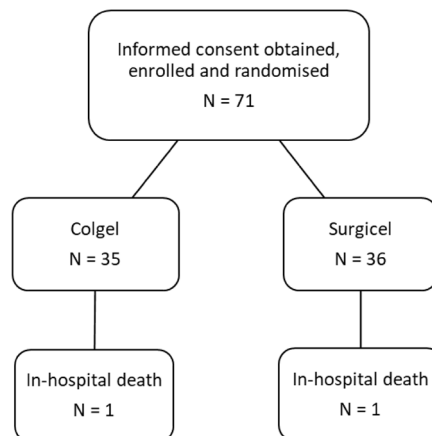 Informed consent obtained,
enrolled and randomised
N = 71
Colgel
N = 35
Surgicel
N = 36
In-hospital death
N = 1
In-hospital death
N = 1